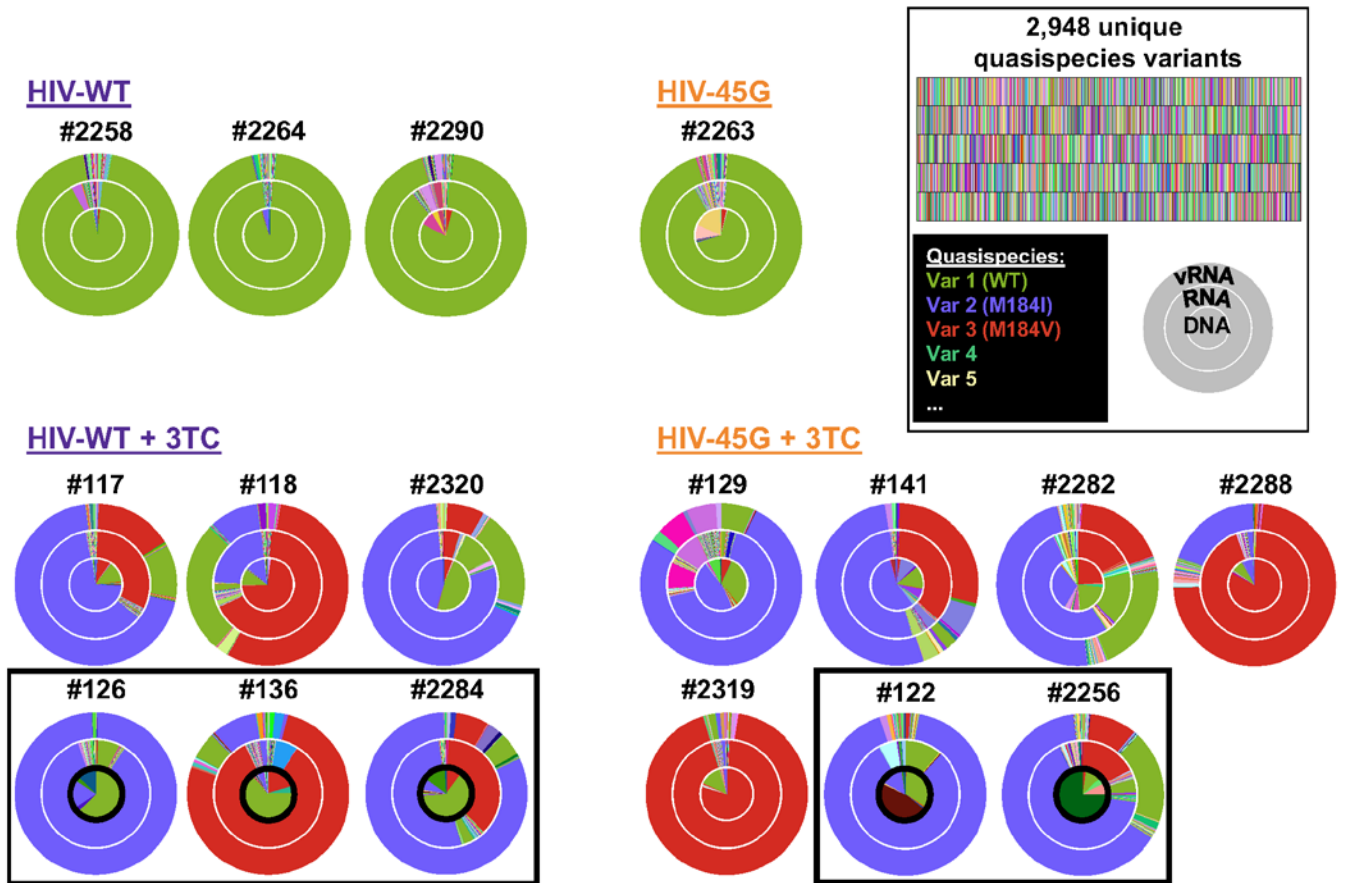 2,948 unique
quasispecies variants
HIV-WT
#2258 #2264 #2290
HIV-45G
#2263
Quasispecies:
Var 1 (WT)
Var 2 (M184I)
Var 3 (M184V)
Var 4
Var 5
...
vRNA
RNA
DNA
HIV-WT + 3TC
#117 #118 #2320
#126 #136 #2284
HIV-45G + 3TC
#129 #141 #2282 #2288
#2319 #122 #2256